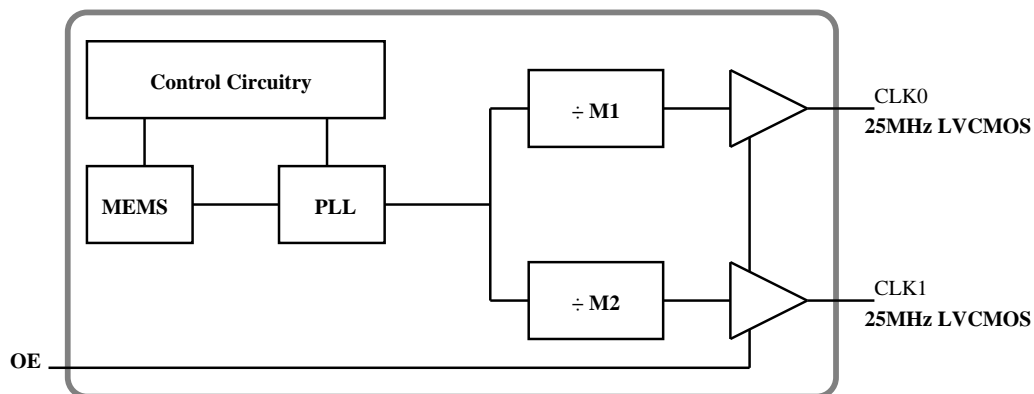 Control Circuitry
÷ M1
CLK0
25MHz LVCMOS
MEMS
PLL
÷ M2
CLK1
25MHz LVCMOS
OE